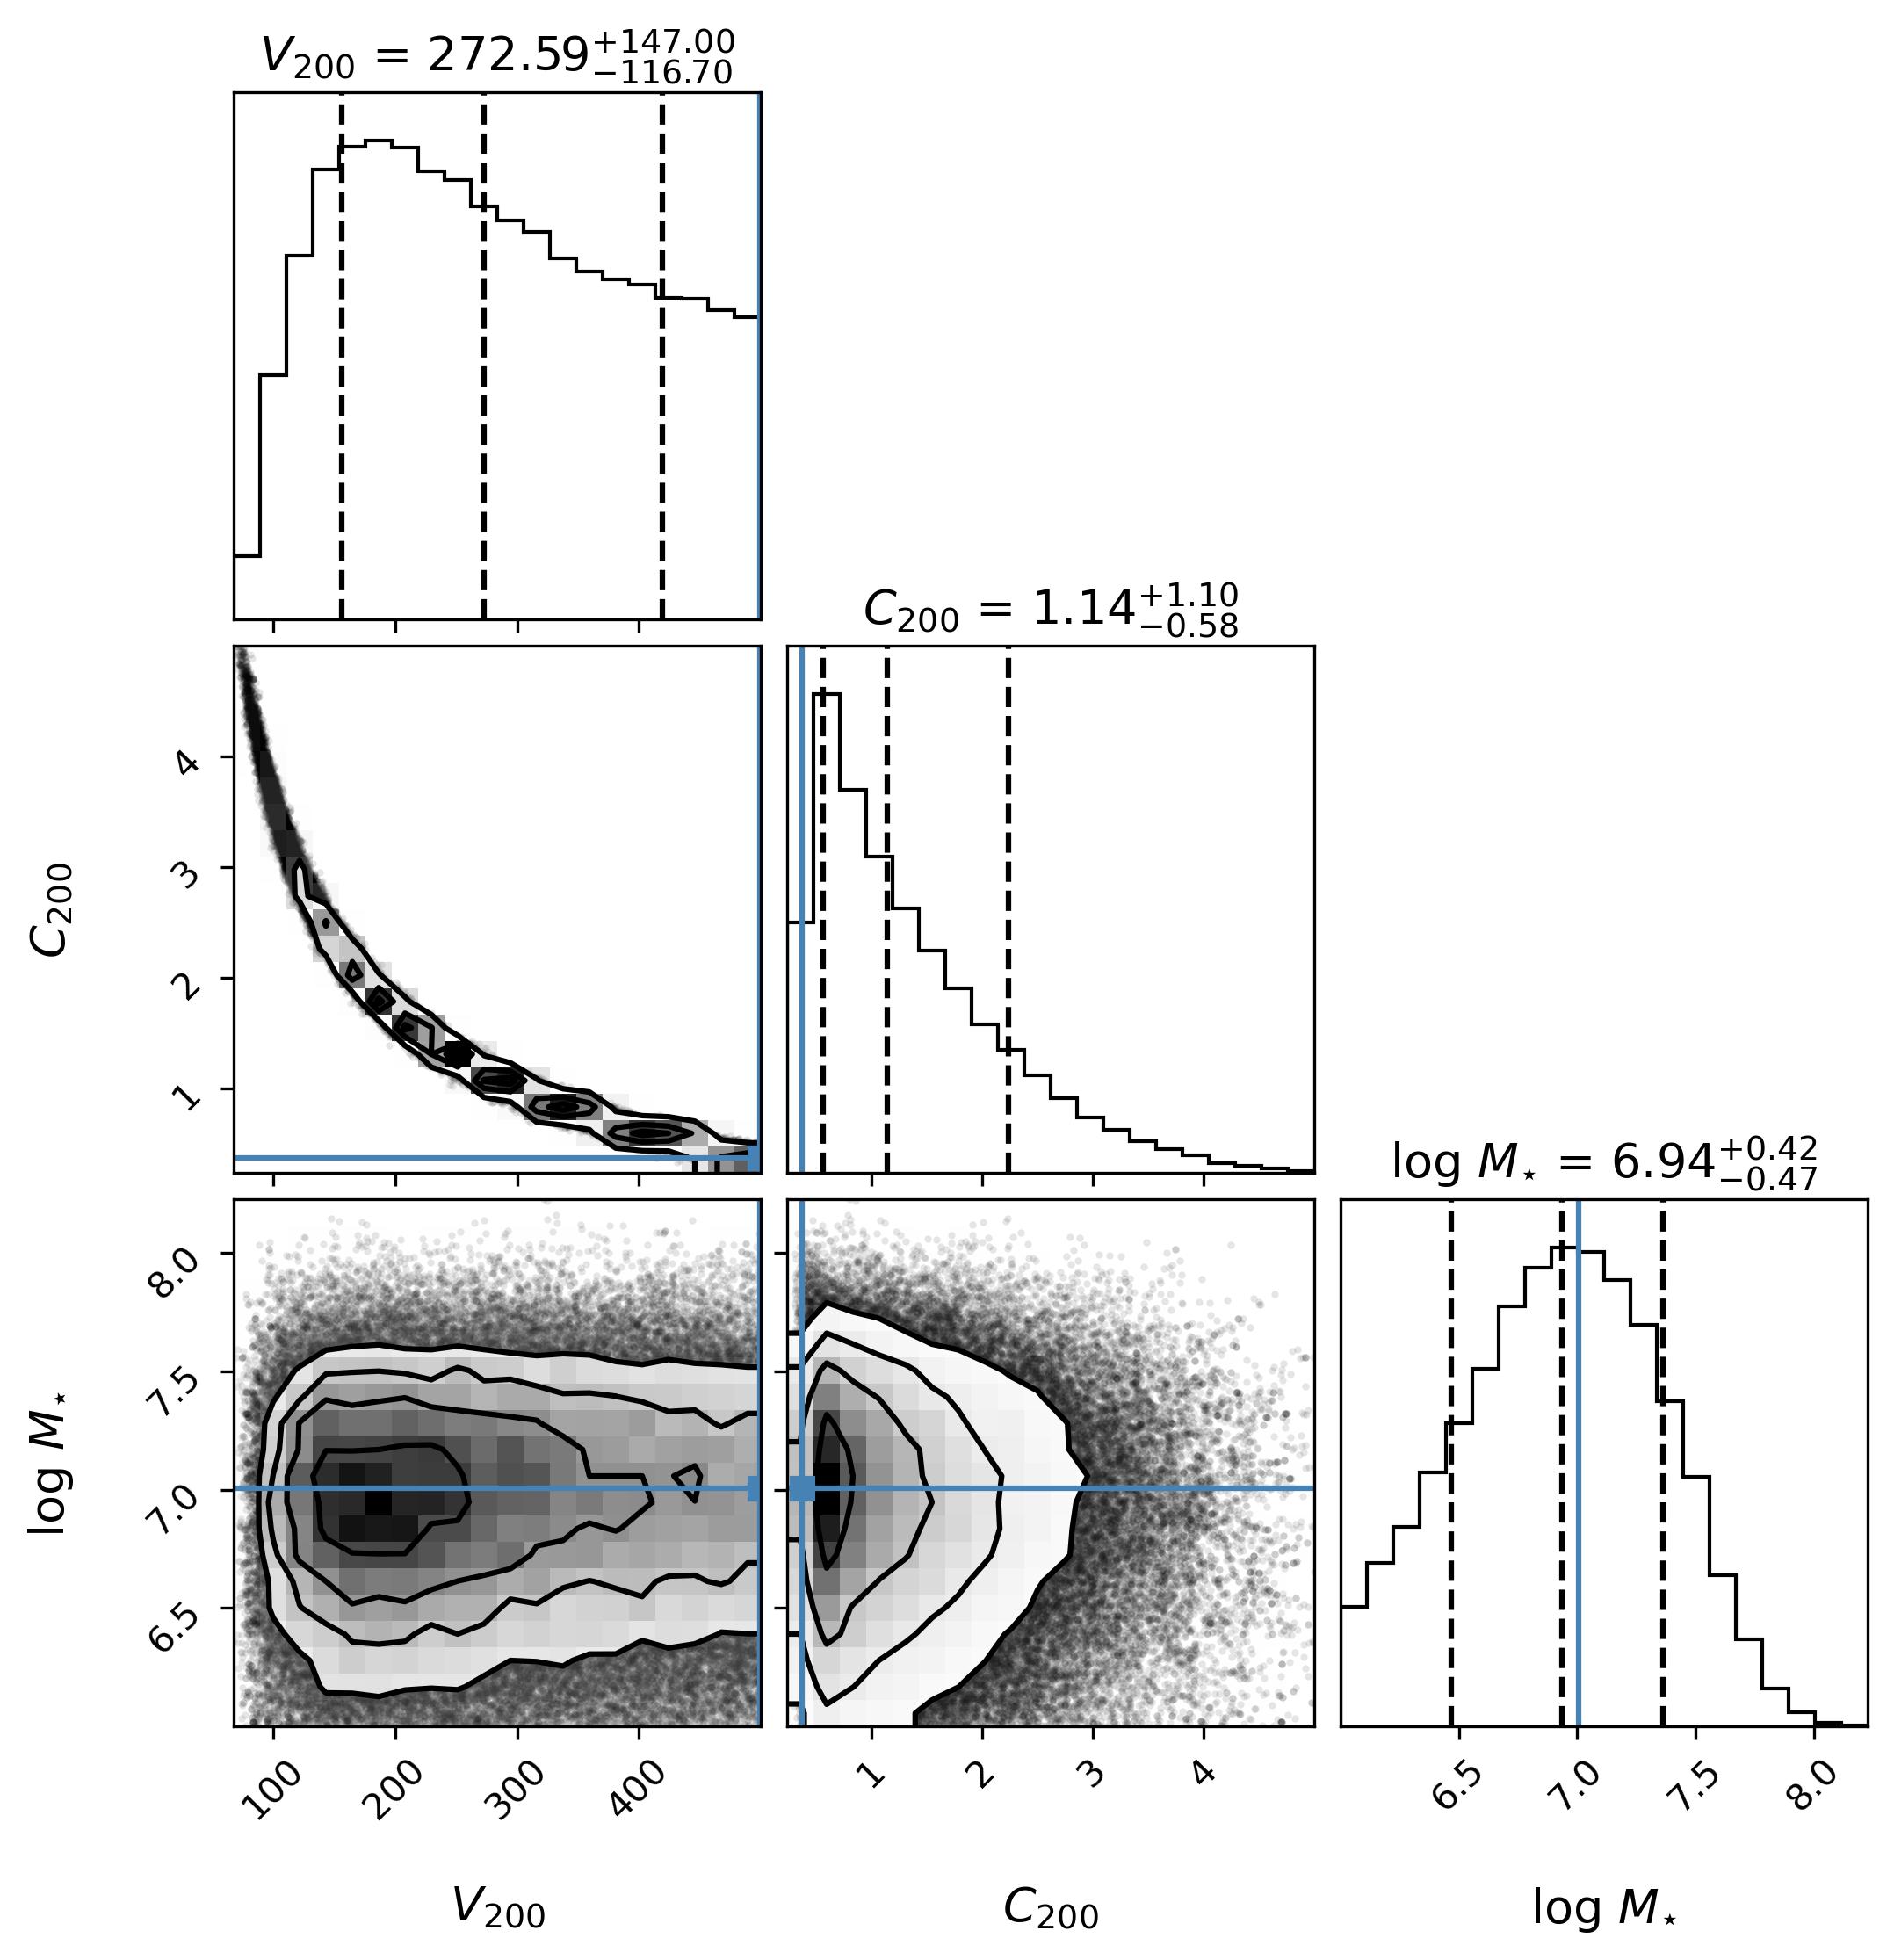 V₂₀₀ = 272.59 +147.00 −116.70
C₂₀₀ = 1.14 +1.10 −0.58
4
3
2
1
C₂₀₀
log M⋆ = 6.94 +0.42 −0.47
8.0
7.5
7.0
6.5
log M⋆
100 200 300 400
1 2 3 4
6.5 7.0 7.5 8.0
V₂₀₀
C₂₀₀
log M⋆